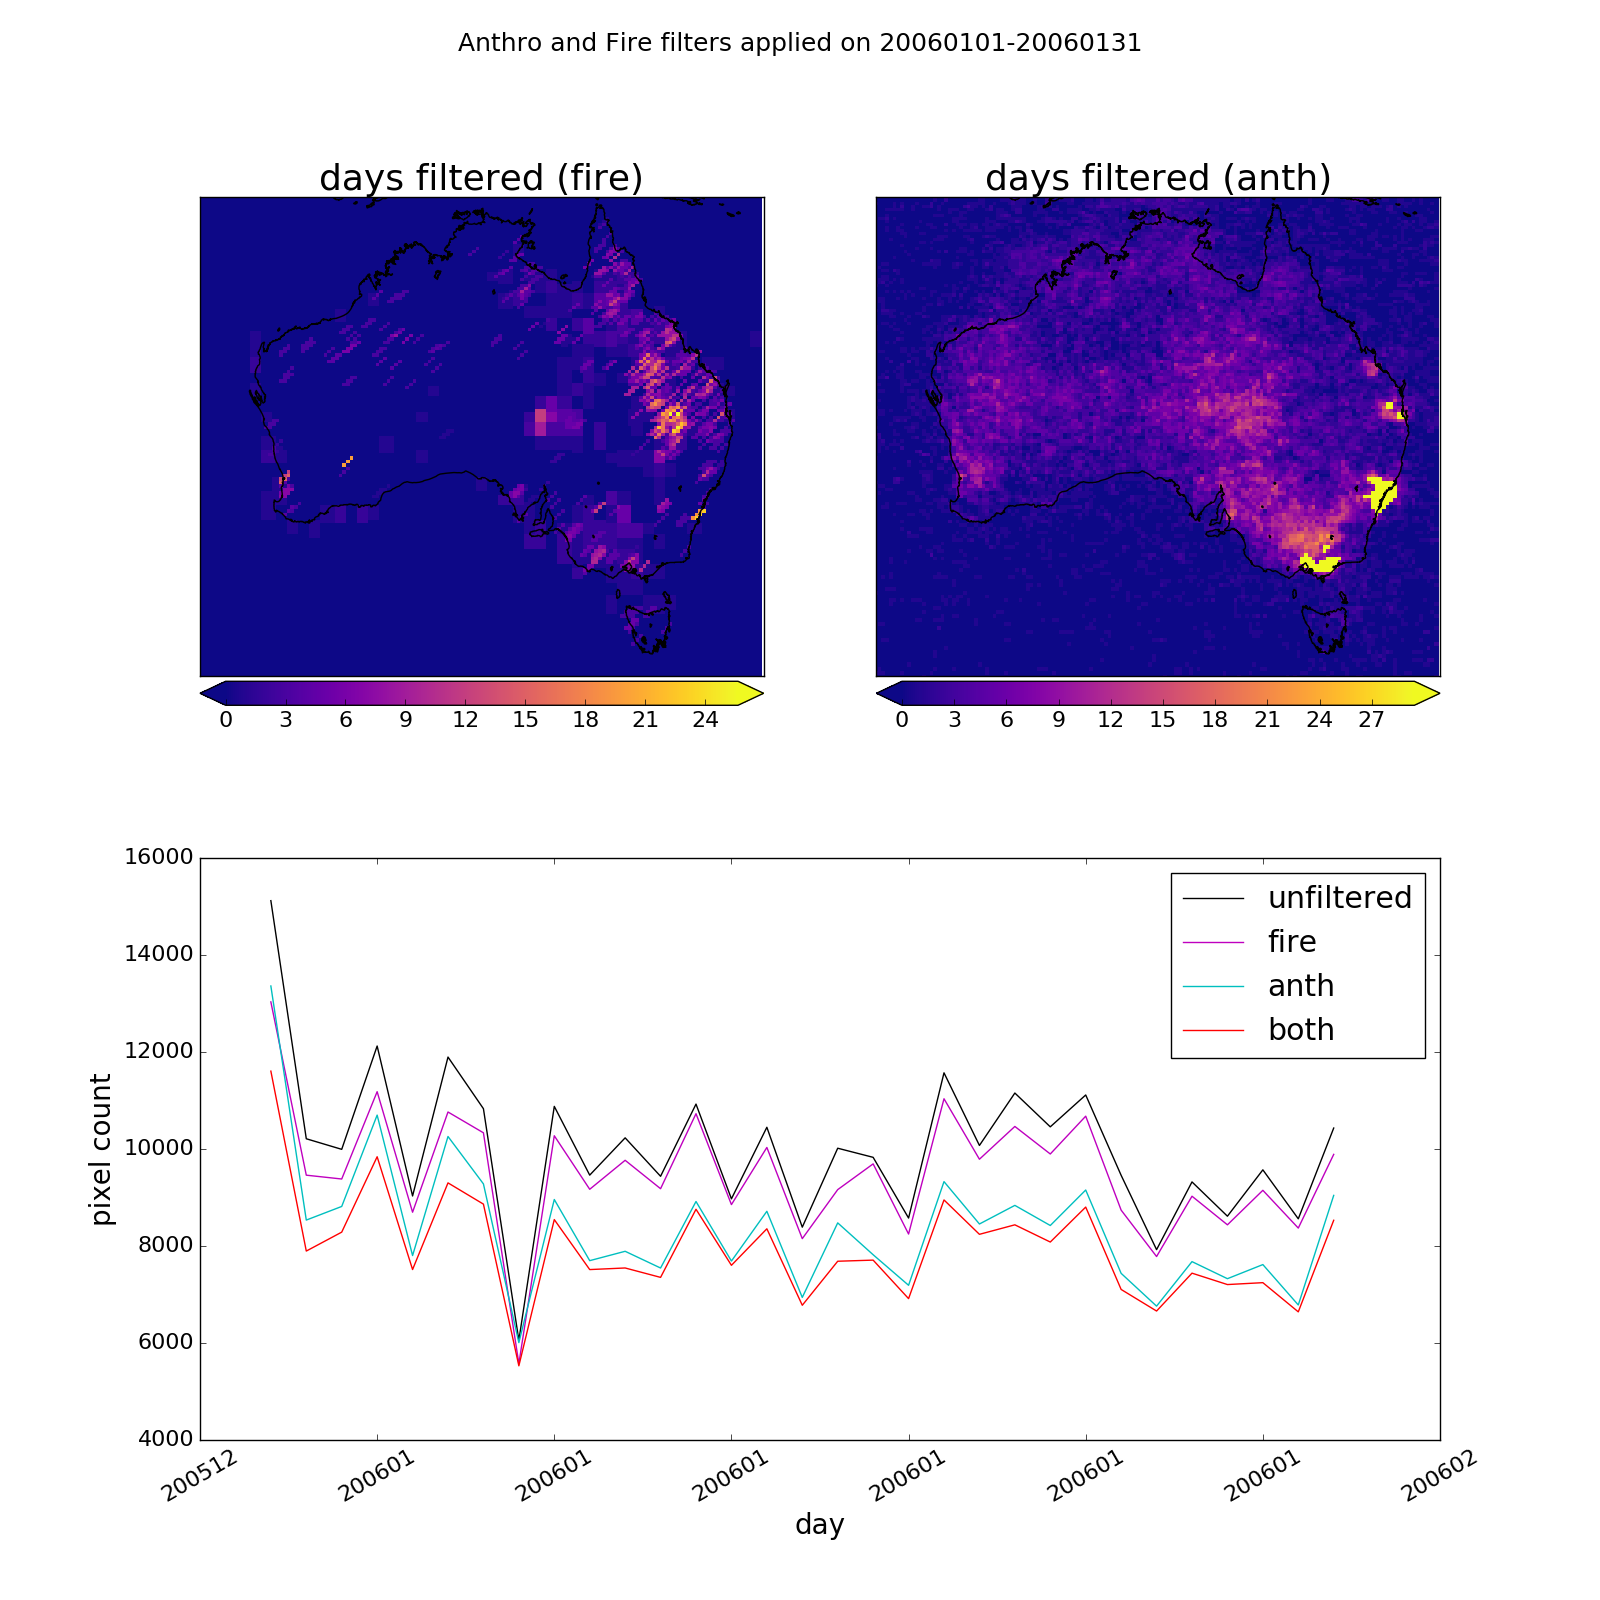 Anthro and Fire filters applied on 20060101-20060131
days filtered (fire)
days filtered (anth)
0 3 6 9 12 15 18 21 24
0 3 6 9 12 15 18 21 24 27
16000
14000
12000
10000
8000
6000
4000
pixel count
unfiltered
fire
anth
both
200512 200601 200601 200601 200601 200601 200601 200602
day